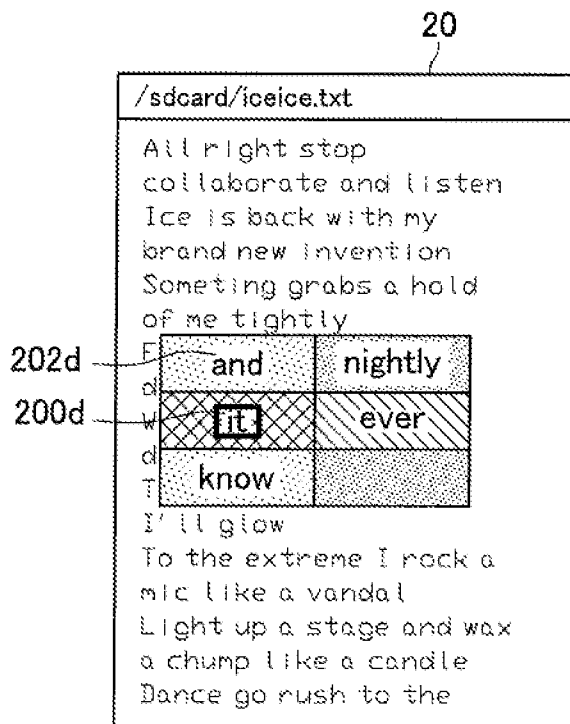 20
/sdcard/iceice.txt
All right stop
collaborate and listen
Ice is back with my
brand new invention
Someting grabs a hold
of me tightly
F
202d
and
nightly
d
200d
W
it
ever
d
know
T
I'll glow
To the extreme I rock a
mic like a vandal
Light up a stage and wax
a chump like a candle
Dance go rush to the